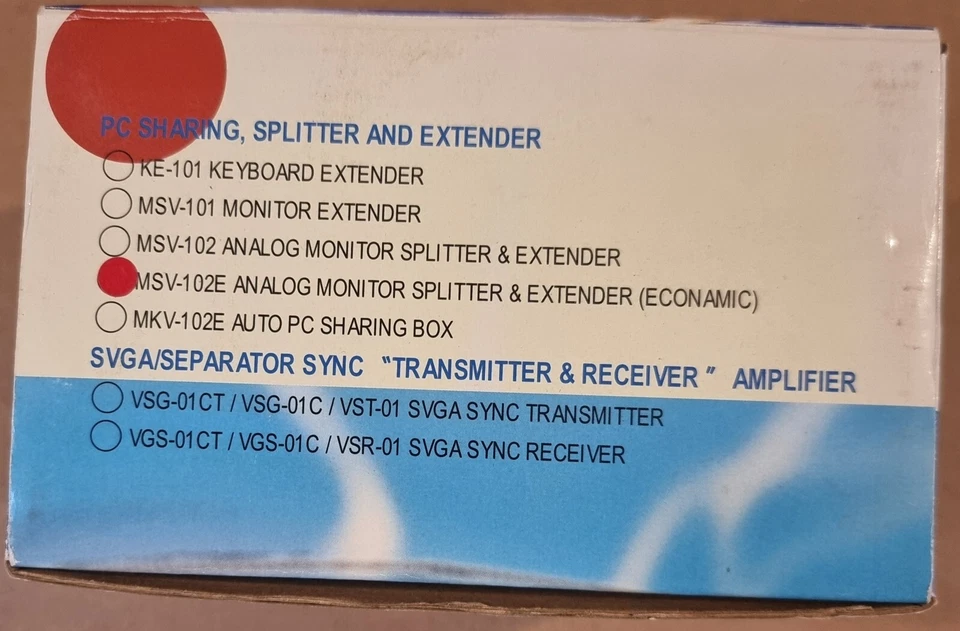 PC SHARING, SPLITTER AND EXTENDER
KE-101 KEYBOARD EXTENDER
MSV-101 MONITOR EXTENDER
MSV-102 ANALOG MONITOR SPLITTER & EXTENDER
MSV-102E ANALOG MONITOR SPLITTER & EXTENDER (ECONAMIC)
MKV-102E AUTO PC SHARING BOX
SVGA/SEPARATOR SYNC “TRANSMITTER & RECEIVER” AMPLIFIER
VSG-01CT / VSG-01C / VST-01 SVGA SYNC TRANSMITTER
VGS-01CT / VGS-01C / VSR-01 SVGA SYNC RECEIVER